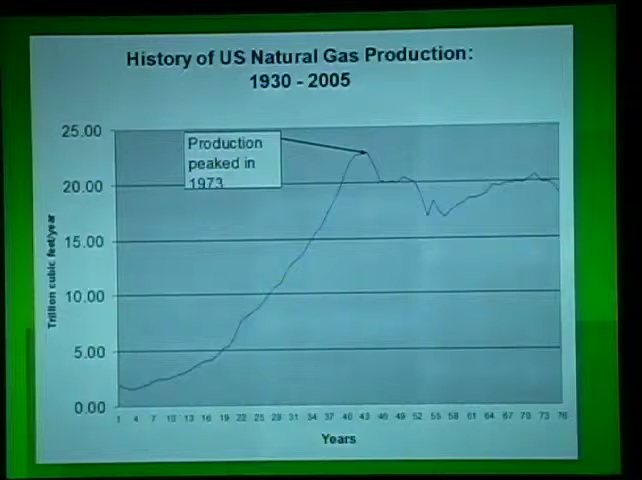 History of US Natural Gas Production:
1930 - 2005
25.00
20.00
15.00
10.00
5.00
0.00
Production
peaked in
1973
Trillion cubic feet/year
1 4 7 10 13 16 19 22 25 28 31 34 37 40 43 46 49 52 55 58 61 64 67 70 73 76
Years